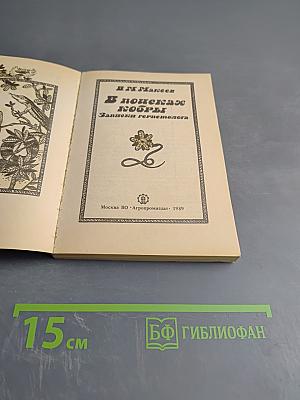 В. М. Макеев
В поисках
кобры
Записки герпетолога
Москва ВО «Агропромиздат» 1989
15 см
БФ ГИБЛИОФАН